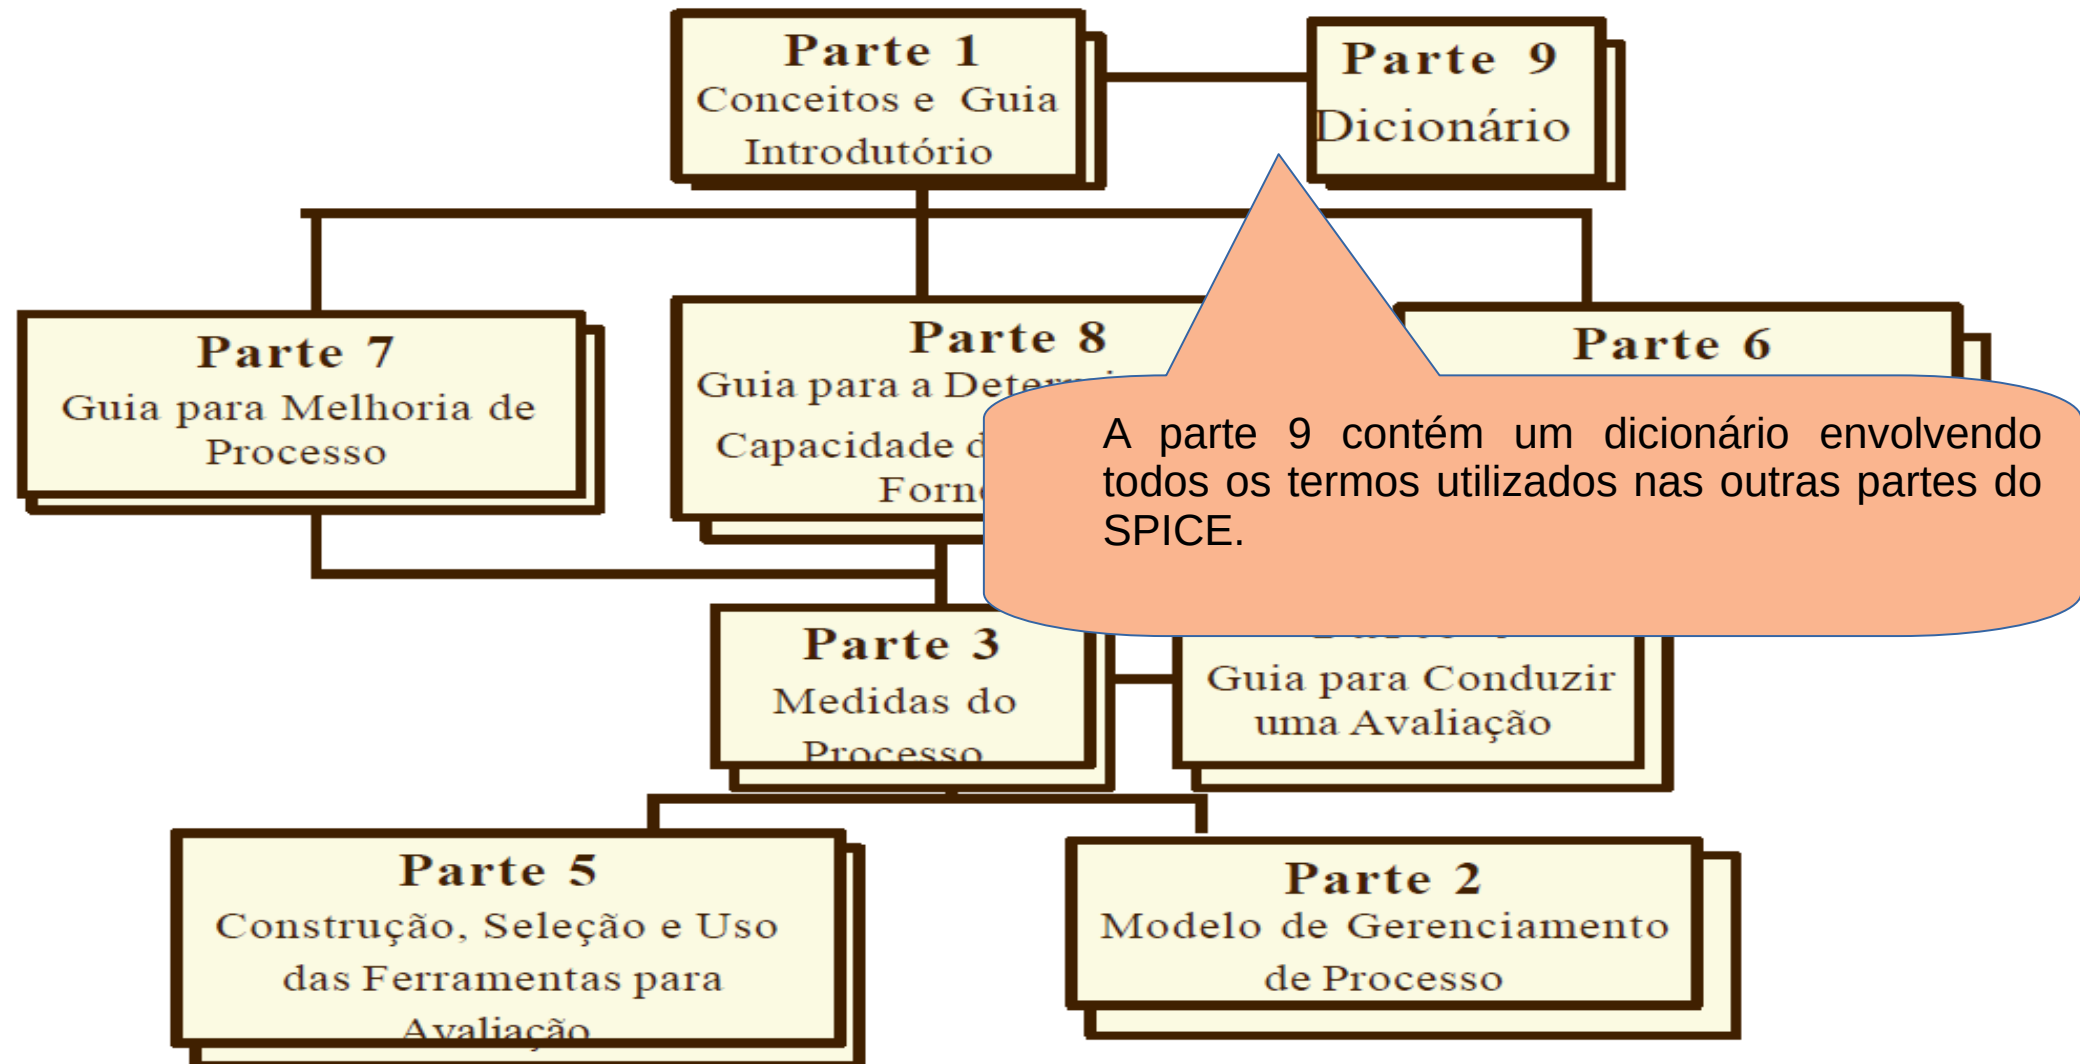 Parte 1
Conceitos e Guia
Introdutório
Parte 9
Dicionário
Parte 7
Guia para Melhoria de
Processo
Parte 8
Guia para a
Capacidade
Parte 6
A parte 9 contém um dicionário envolvendo
todos os termos utilizados nas outras partes do
SPICE.
Parte 3
Medidas do
Processo
Guia para Conduzir
uma Avaliação
Parte 5
Construção, Seleção e Uso
das Ferramentas para
Avaliação
Parte 2
Modelo de Gerenciamento
de Processo